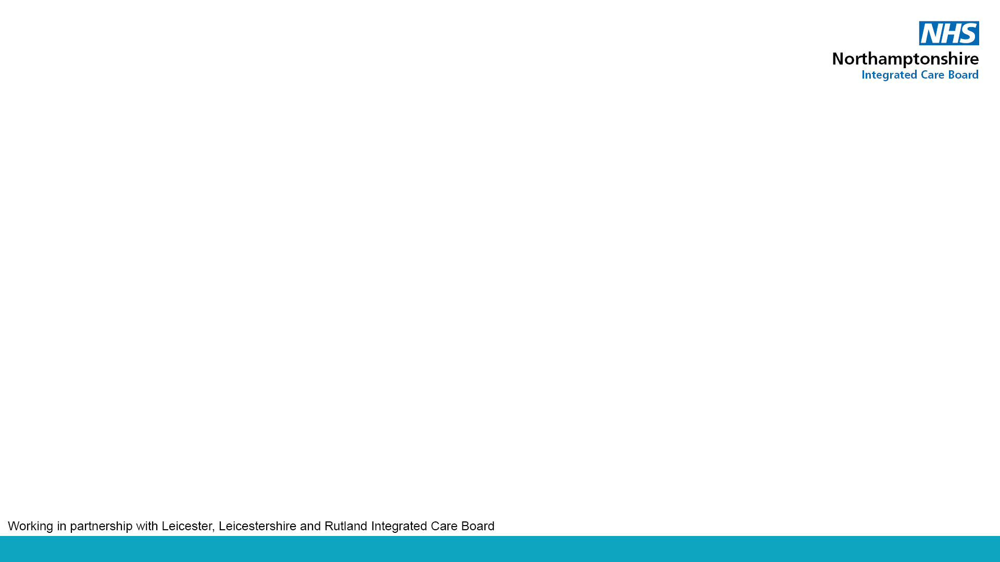 NHS
Northamptonshire
Integrated Care Board
Working in partnership with Leicester, Leicestershire and Rutland Integrated Care Board